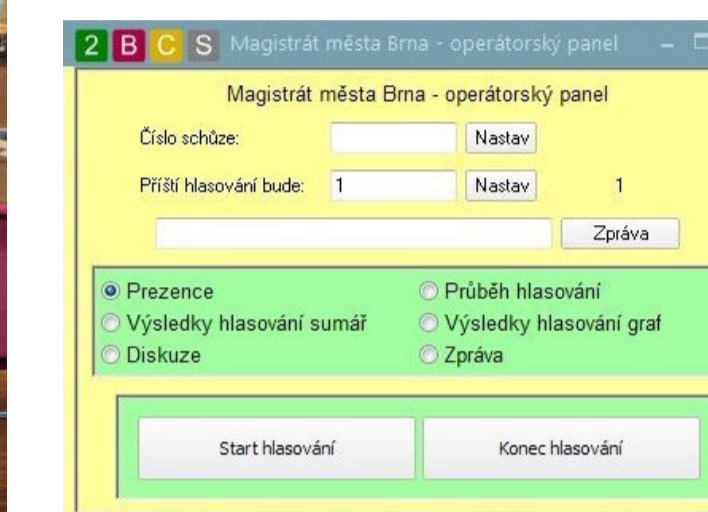 2 B C S Magistrát města Brna - operátorský panel
Magistrát města Brna - operátorský panel
Číslo schůze: Nastav
Příští hlasování bude: 1 Nastav 1
Zpráva
Prezence Průběh hlasování
Výsledky hlasování sumář Výsledky hlasování graf
Diskuze Zpráva
Start hlasování Konec hlasování